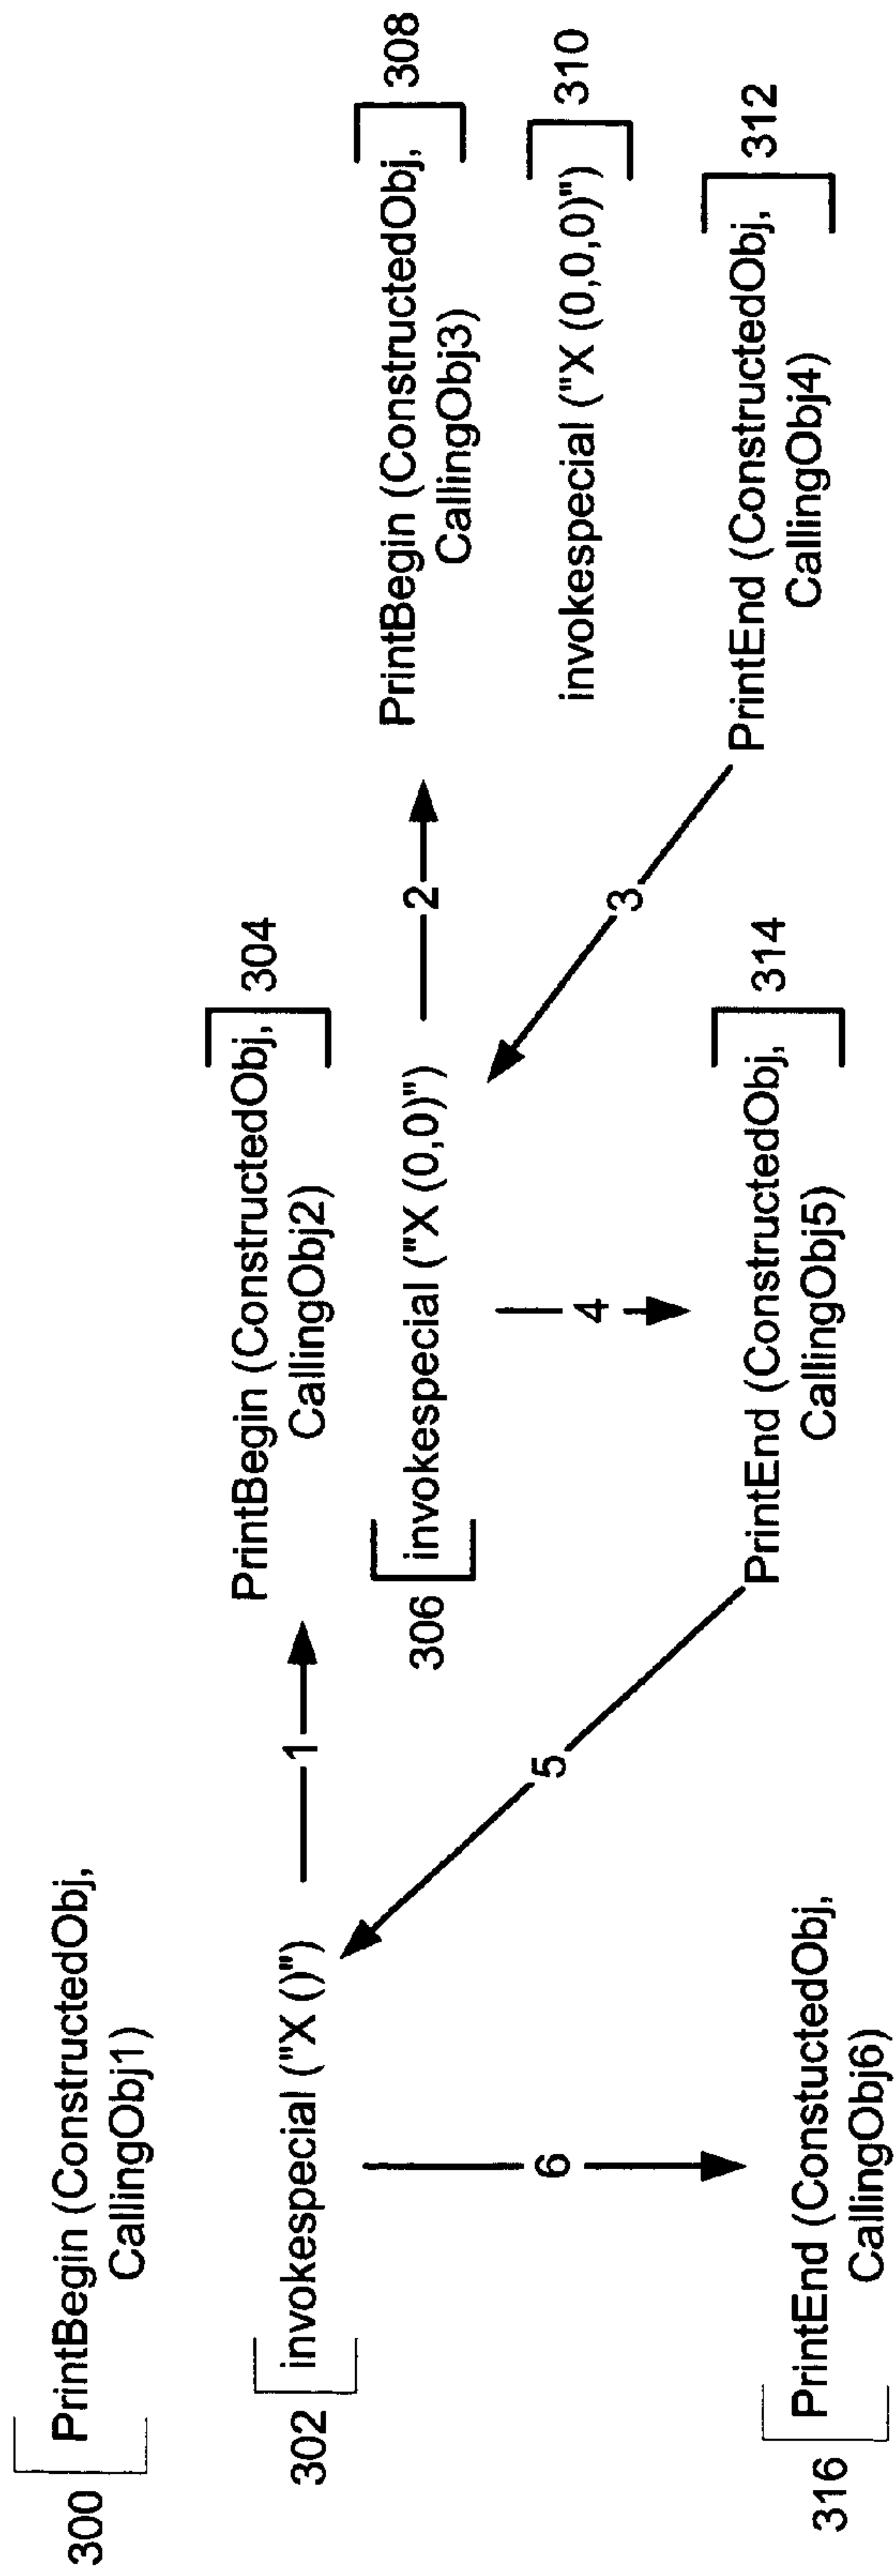 300
PrintBegin (ConstructedObj,
CallingObj1)
302
invokespecial ("X ()")
1
PrintBegin (ConstructedObj,
CallingObj2)
304
306
invokespecial ("X (0,0)")
2
PrintBegin (ConstructedObj,
CallingObj3)
308
invokespecial ("X (0,0,0)")
310
PrintEnd (ConstructedObj,
CallingObj4)
312
3
4
PrintEnd (ConstructedObj,
CallingObj5)
314
5
6
316
PrintEnd (ConstuctedObj,
CallingObj6)